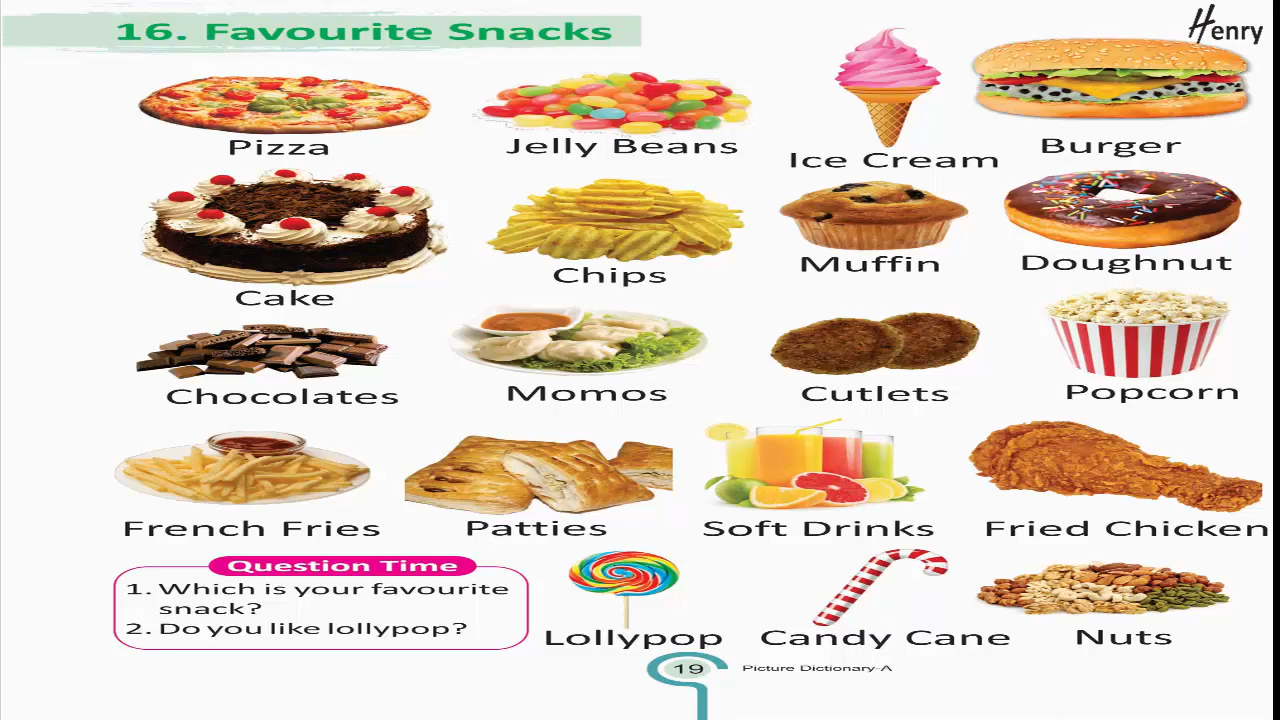 16. Favourite Snacks
Henry
Pizza
Jelly Beans
Ice Cream
Burger
Cake
Chips
Muffin
Doughnut
Chocolates
Momos
Cutlets
Popcorn
French Fries
Patties
Soft Drinks
Fried Chicken
Question Time
1. Which is your favourite
snack?
2. Do you like lollypop?
Lollypop
Candy Cane
Nuts
19
Picture Dictionary-A